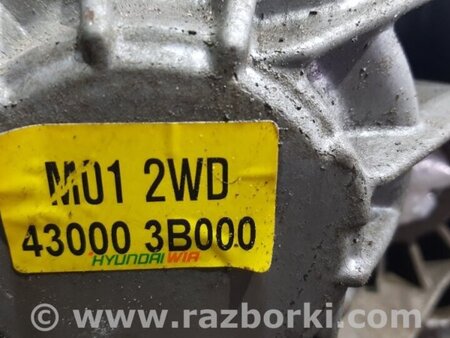 M01 2WD
43000 3B000
HYUNDAI WIA
© www.razborki.com